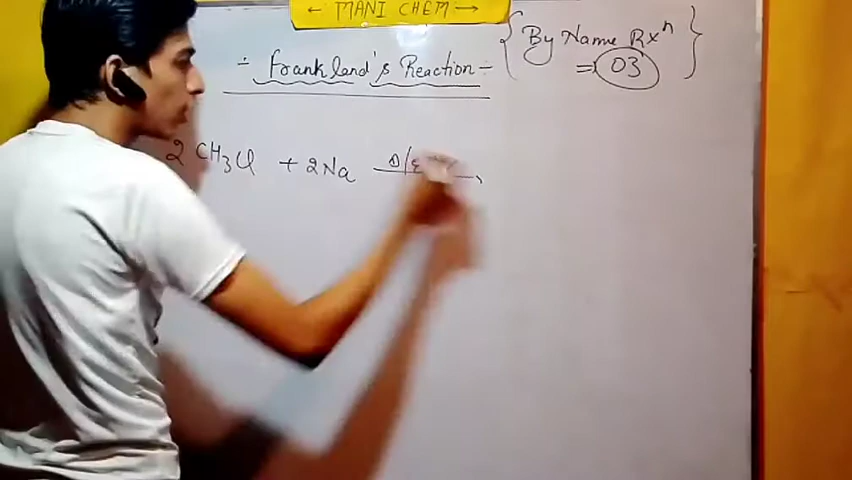 ← MANI CHEM →
÷ Frankland's Reaction ÷
{ By Name Rxⁿ }
⇒ 03
2 CH₃Cl + 2Na